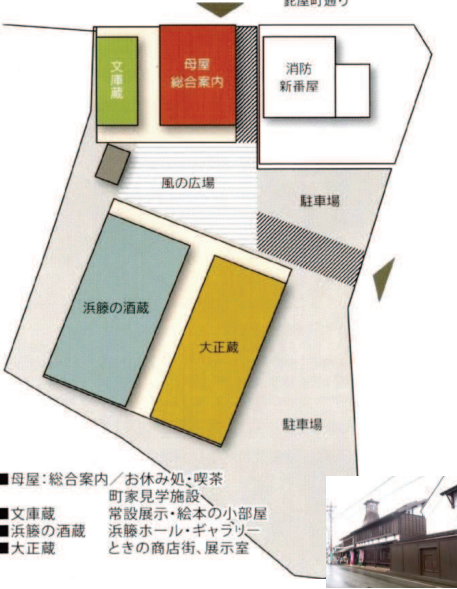 鉈屋町通り
文庫蔵
母屋
総合案内
消防
新番屋
風の広場
駐車場
浜藤の酒蔵
大正蔵
駐車場
■母屋:総合案内/お休み処・喫茶
町家見学施設
■文庫蔵 常設展示・絵本の小部屋
■浜藤の酒蔵 浜藤ホール・ギャラリー
■大正蔵 ときの商店街、展示室